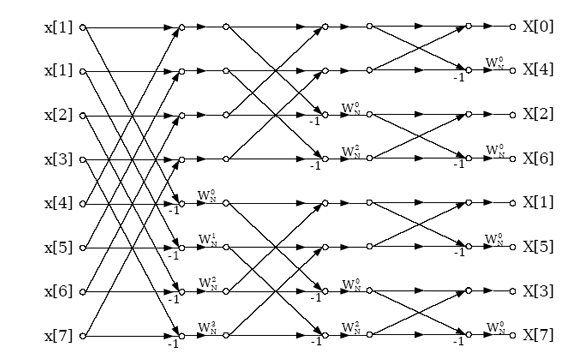 x[1] X[0]
x[1] -1 W_N^0 X[4]
x[2] -1 W_N^0 X[2]
x[3] -1 W_N^2 -1 W_N^0 X[6]
x[4] -1 W_N^0 X[1]
x[5] -1 W_N^1 -1 W_N^0 X[5]
x[6] -1 W_N^2 -1 W_N^0 X[3]
x[7] -1 W_N^3 -1 W_N^2 -1 W_N^0 X[7]